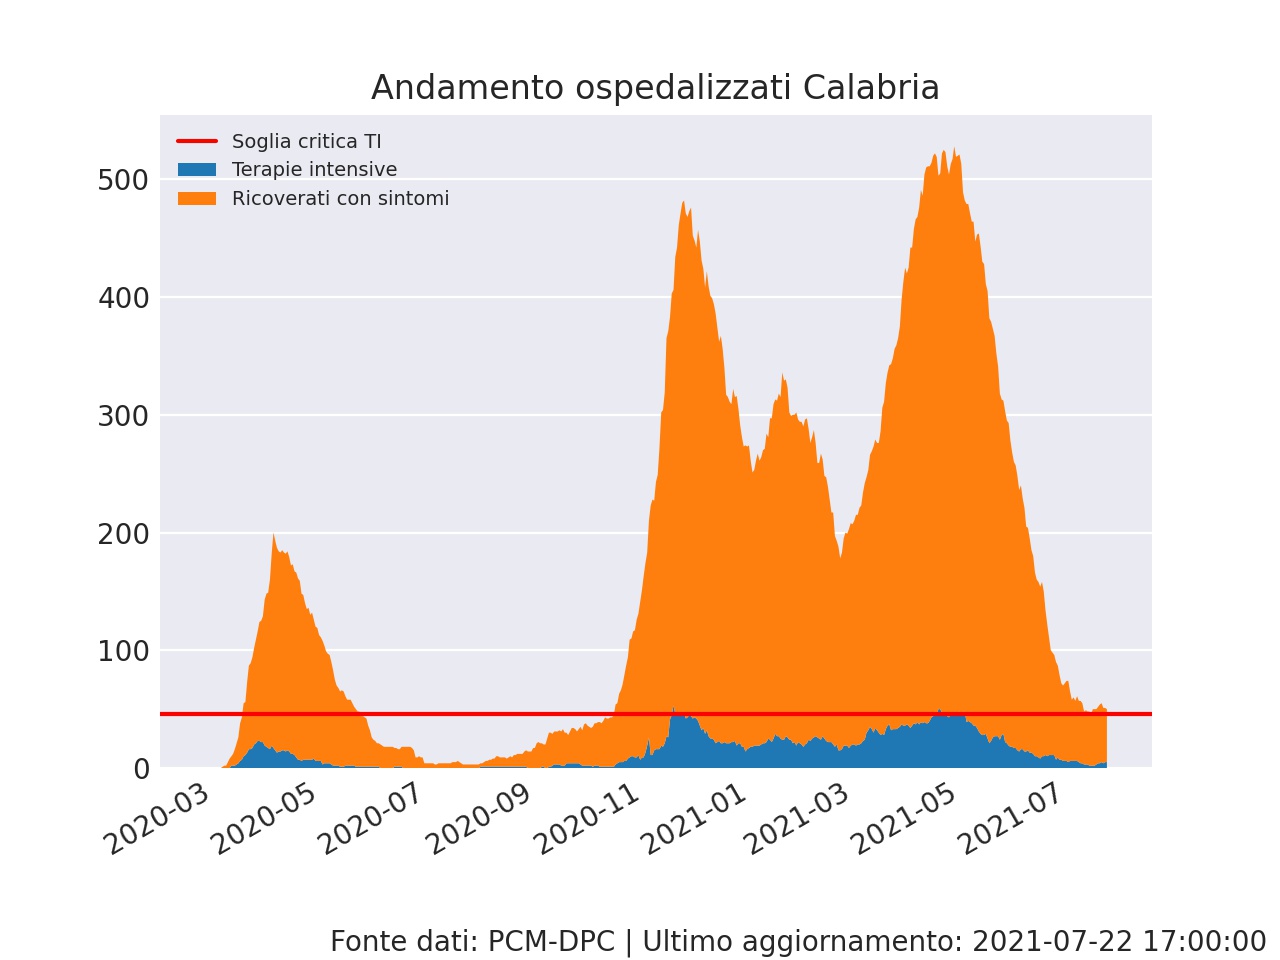 Andamento ospedalizzati Calabria
Soglia critica TI
Terapie intensive
Ricoverati con sintomi
500
400
300
200
100
0
2020-03 2020-05 2020-07 2020-09 2020-11 2021-01 2021-03 2021-05 2021-07
Fonte dati: PCM-DPC | Ultimo aggiornamento: 2021-07-22 17:00:00